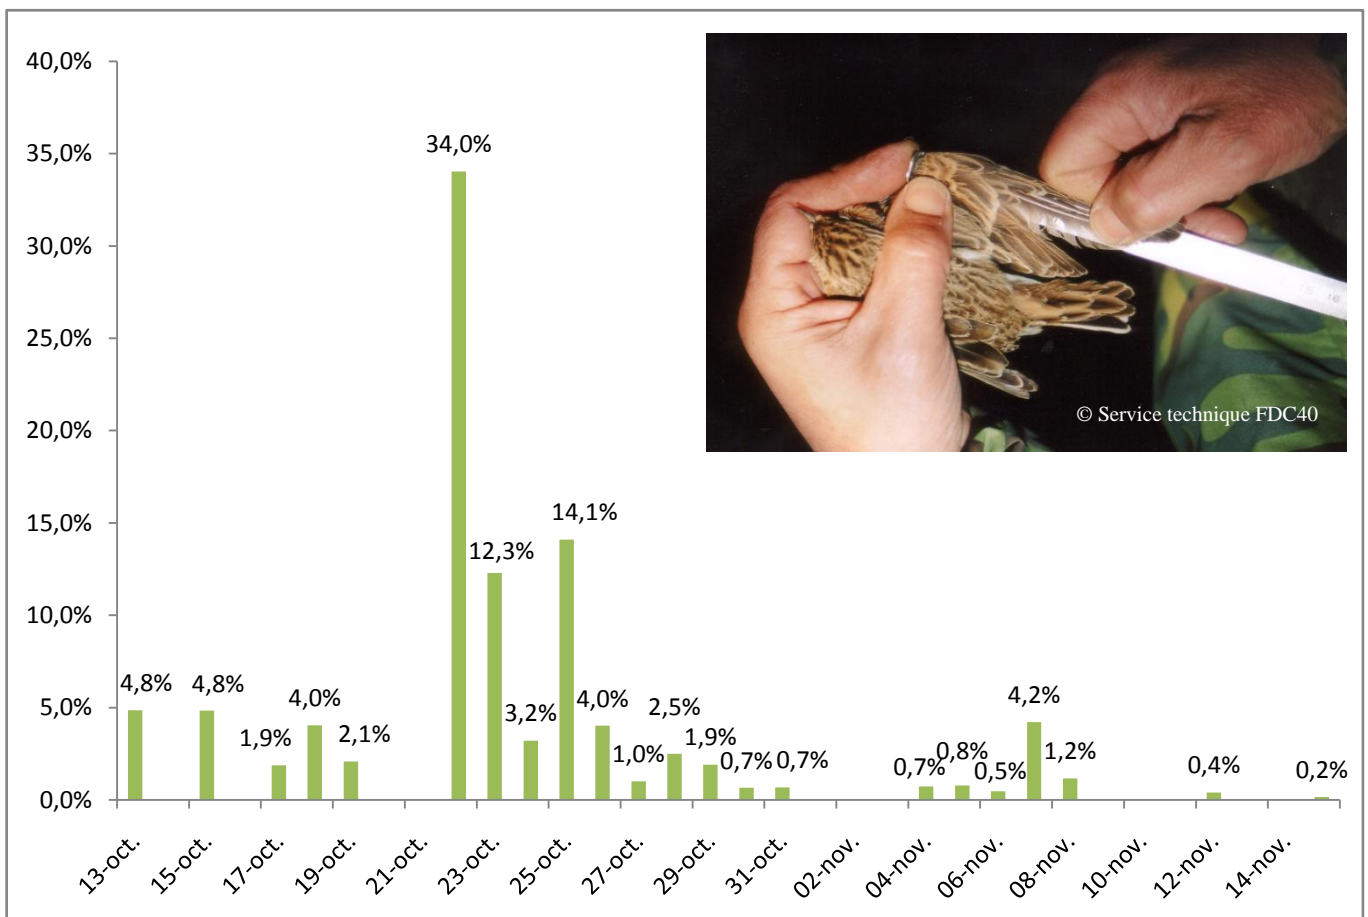 40,0%
35,0%
30,0%
25,0%
20,0%
15,0%
10,0%
5,0%
0,0%
4,8%
4,8%
1,9%
4,0%
2,1%
34,0%
12,3%
3,2%
14,1%
4,0%
1,0%
2,5%
1,9%
0,7%
0,7%
0,7%
0,8%
0,5%
4,2%
1,2%
0,4%
0,2%
13-oct.
15-oct.
17-oct.
19-oct.
21-oct.
23-oct.
25-oct.
27-oct.
29-oct.
31-oct.
02-nov.
04-nov.
06-nov.
08-nov.
10-nov.
12-nov.
14-nov.
© Service technique FDC40